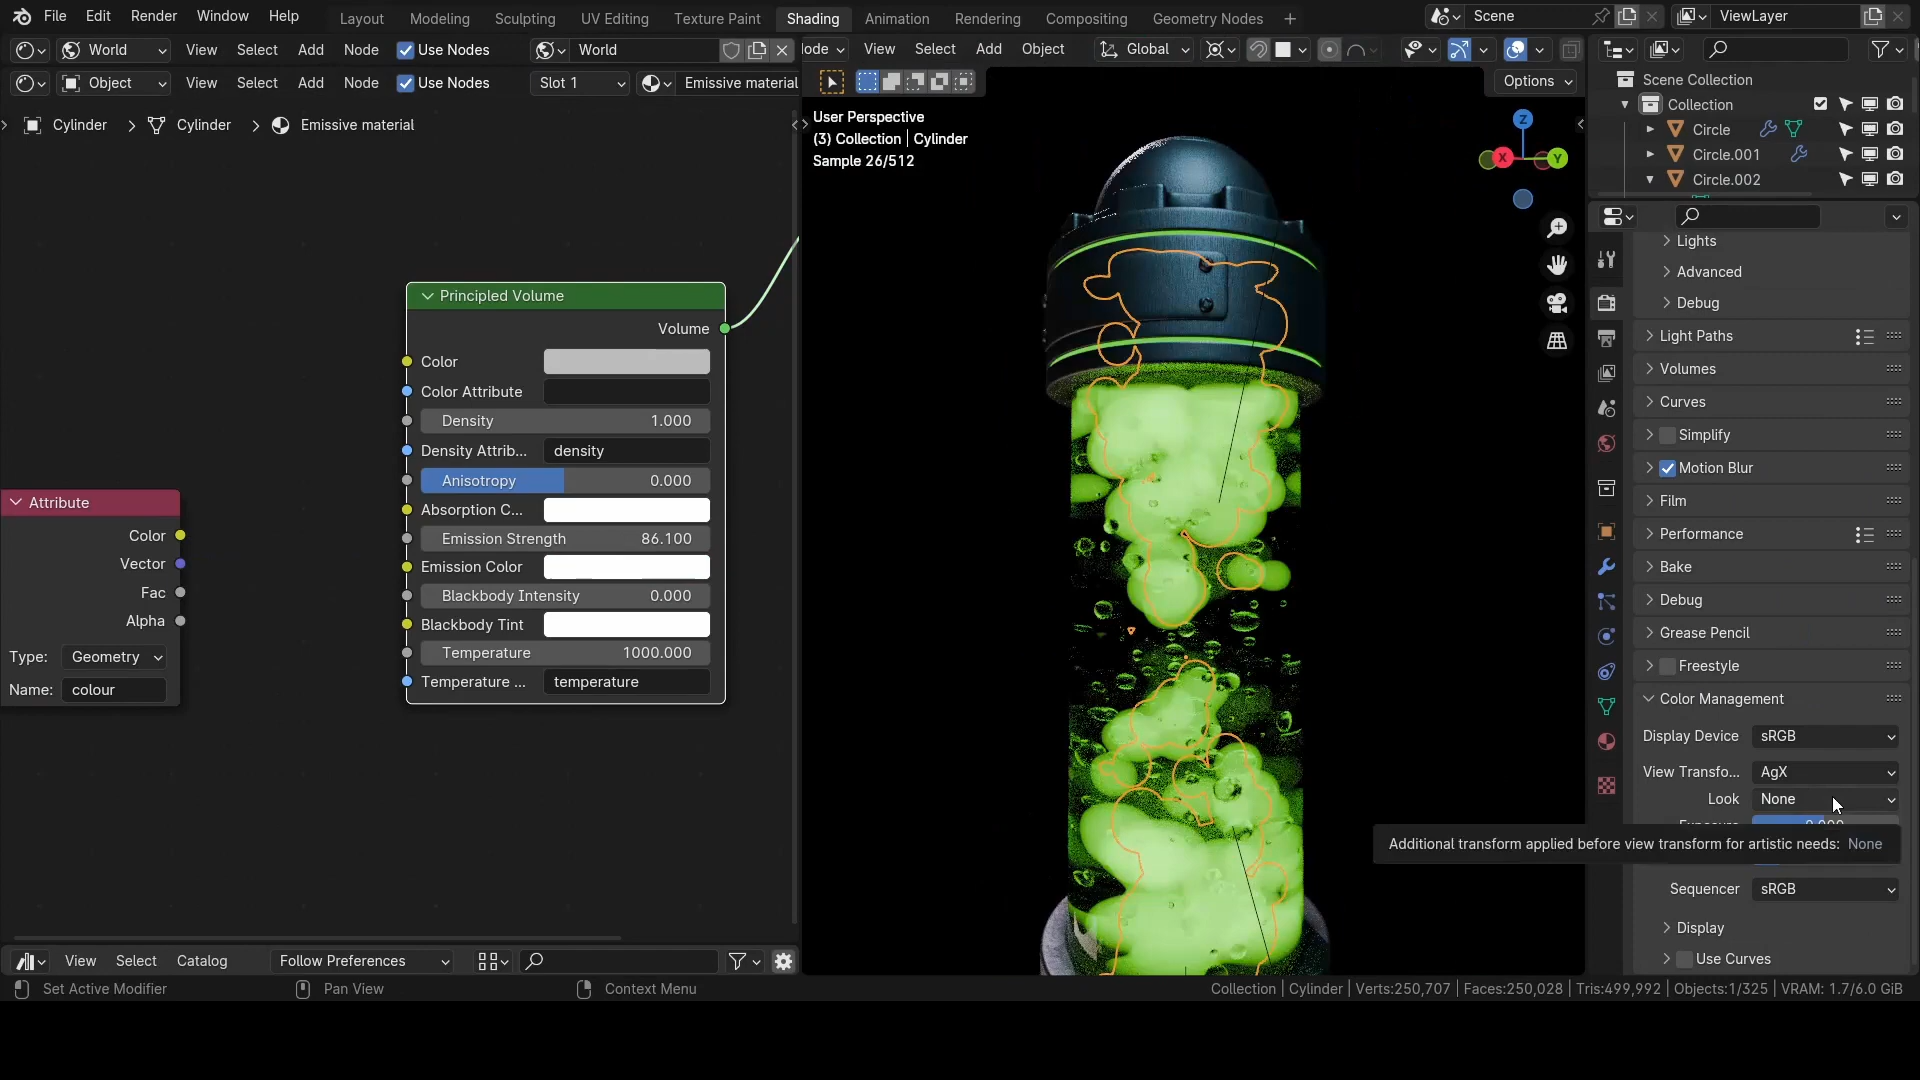 File Edit Render Window Help Layout Modeling Sculpting UV Editing Texture Paint Shading Animation Rendering Compositing Geometry Nodes + Scene ViewLayer
World View Select Add Node Use Nodes World
View Select Add Object Global
Object View Select Add Node Use Nodes Slot 1 Emissive material
Options
Cylinder > Cylinder > Emissive material
User Perspective
(3) Collection | Cylinder
Sample 26/512
Z
X
Y
Principled Volume
Volume
Color
Color Attribute
Density 1.000
Density Attrib... density
Anisotropy 0.000
Absorption C...
Emission Strength 86.100
Emission Color
Blackbody Intensity 0.000
Blackbody Tint
Temperature 1000.000
Temperature ... temperature
Attribute
Color
Vector
Fac
Alpha
Type: Geometry
Name: colour
Scene Collection
Collection
Circle
Circle.001
Circle.002
Lights
Advanced
Debug
Light Paths
Volumes
Curves
Simplify
Motion Blur
Film
Performance
Bake
Debug
Grease Pencil
Freestyle
Color Management
Display Device sRGB
View Transfo... AgX
Look None
Additional transform applied before view transform for artistic needs: None
Sequencer sRGB
Display
Use Curves
View Select Catalog Follow Preferences
Set Active Modifier Pan View Context Menu Collection | Cylinder | Verts:250,707 | Faces:250,028 | Tris:499,992 | Objects:1/325 | VRAM: 1.7/6.0 GiB